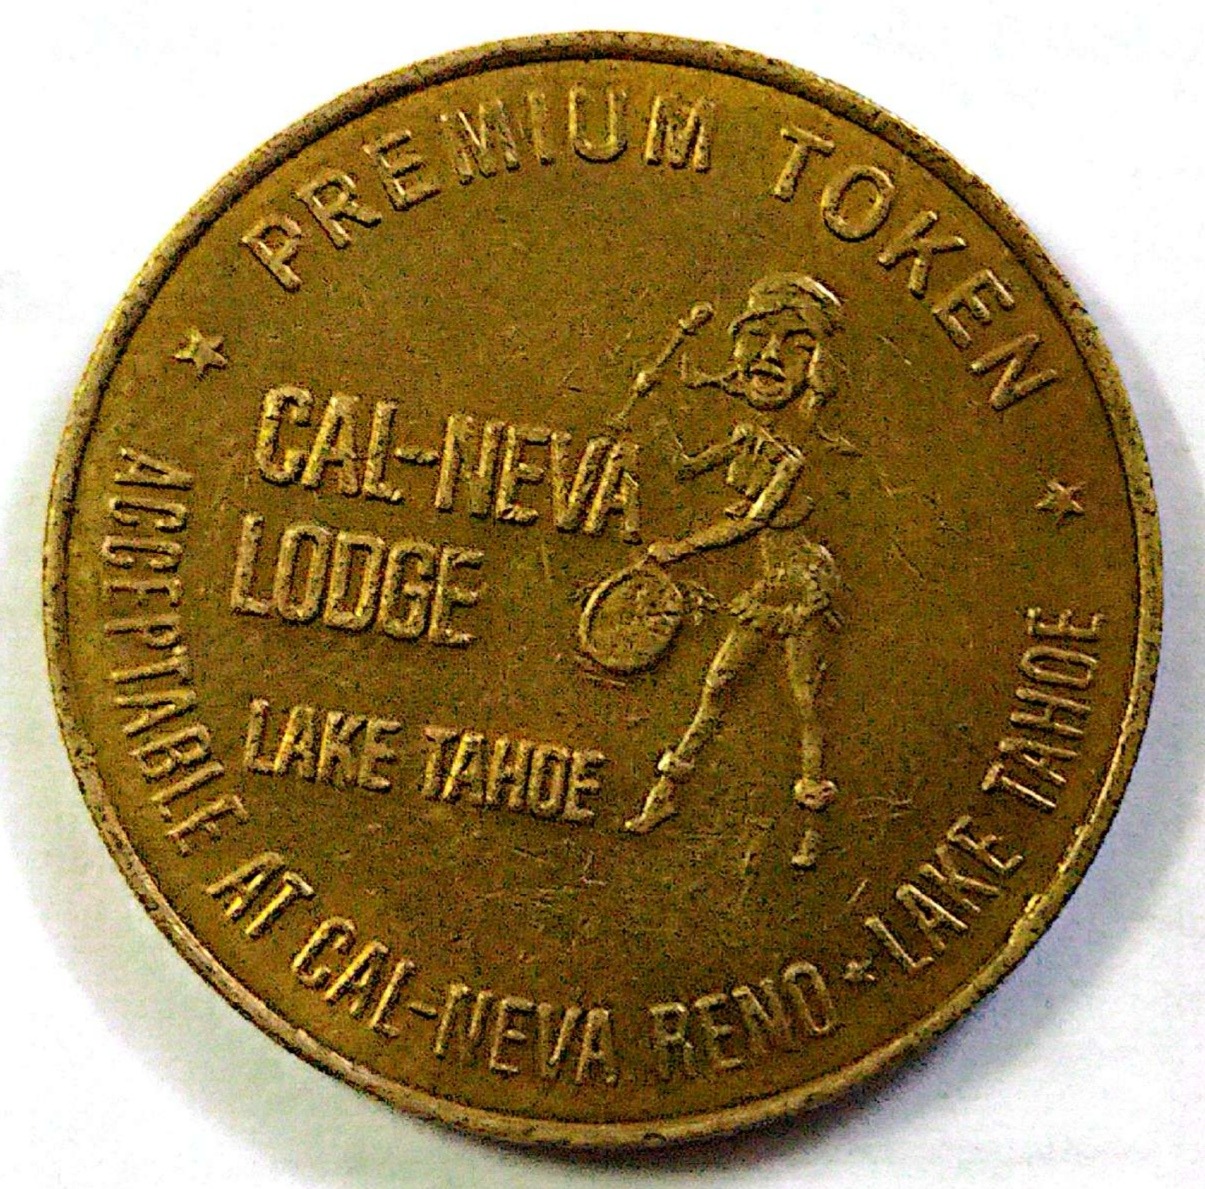 PREMIUM TOKEN
CAL-NEVA
LODGE
LAKE TAHOE
ACCEPTABLE AT CAL-NEVA RENO ★ LAKE TAHOE